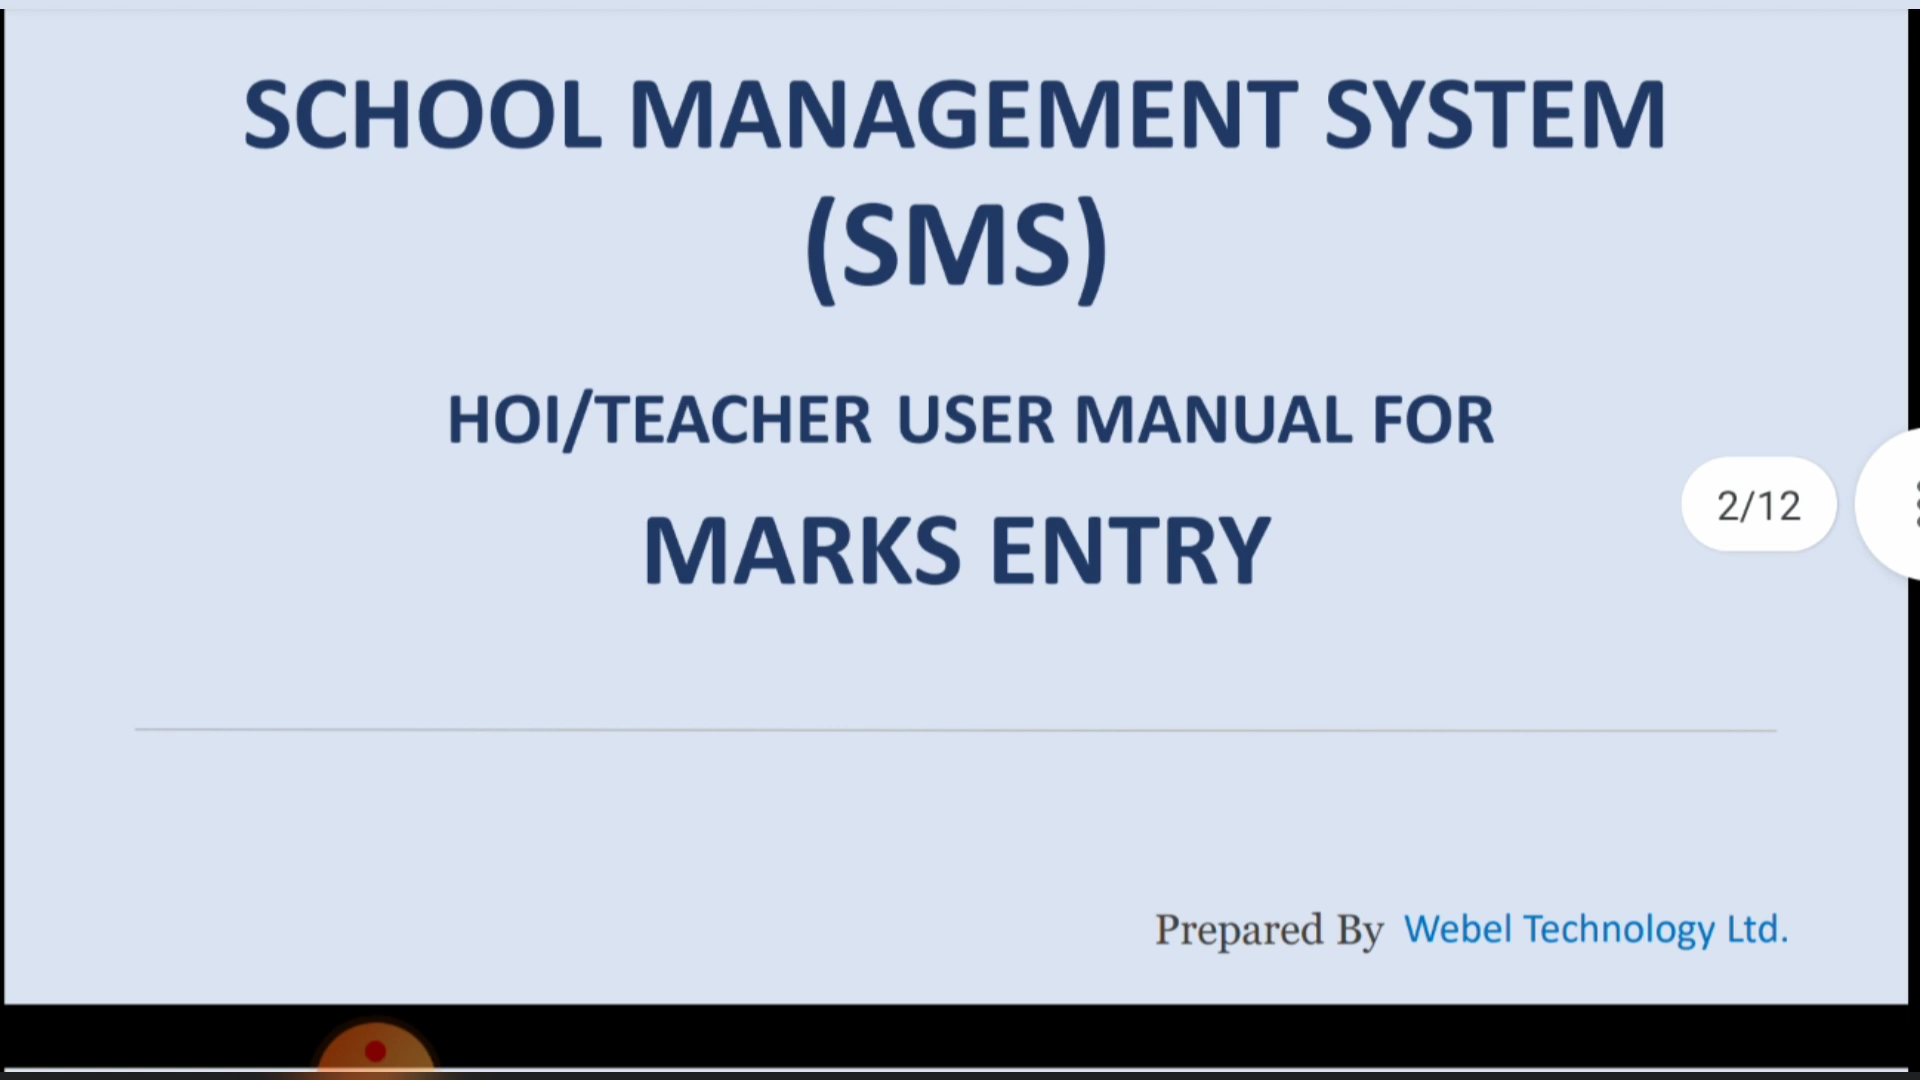 SCHOOL MANAGEMENT SYSTEM
(SMS)
HOI/TEACHER USER MANUAL FOR
MARKS ENTRY
2/12
Prepared By Webel Technology Ltd.